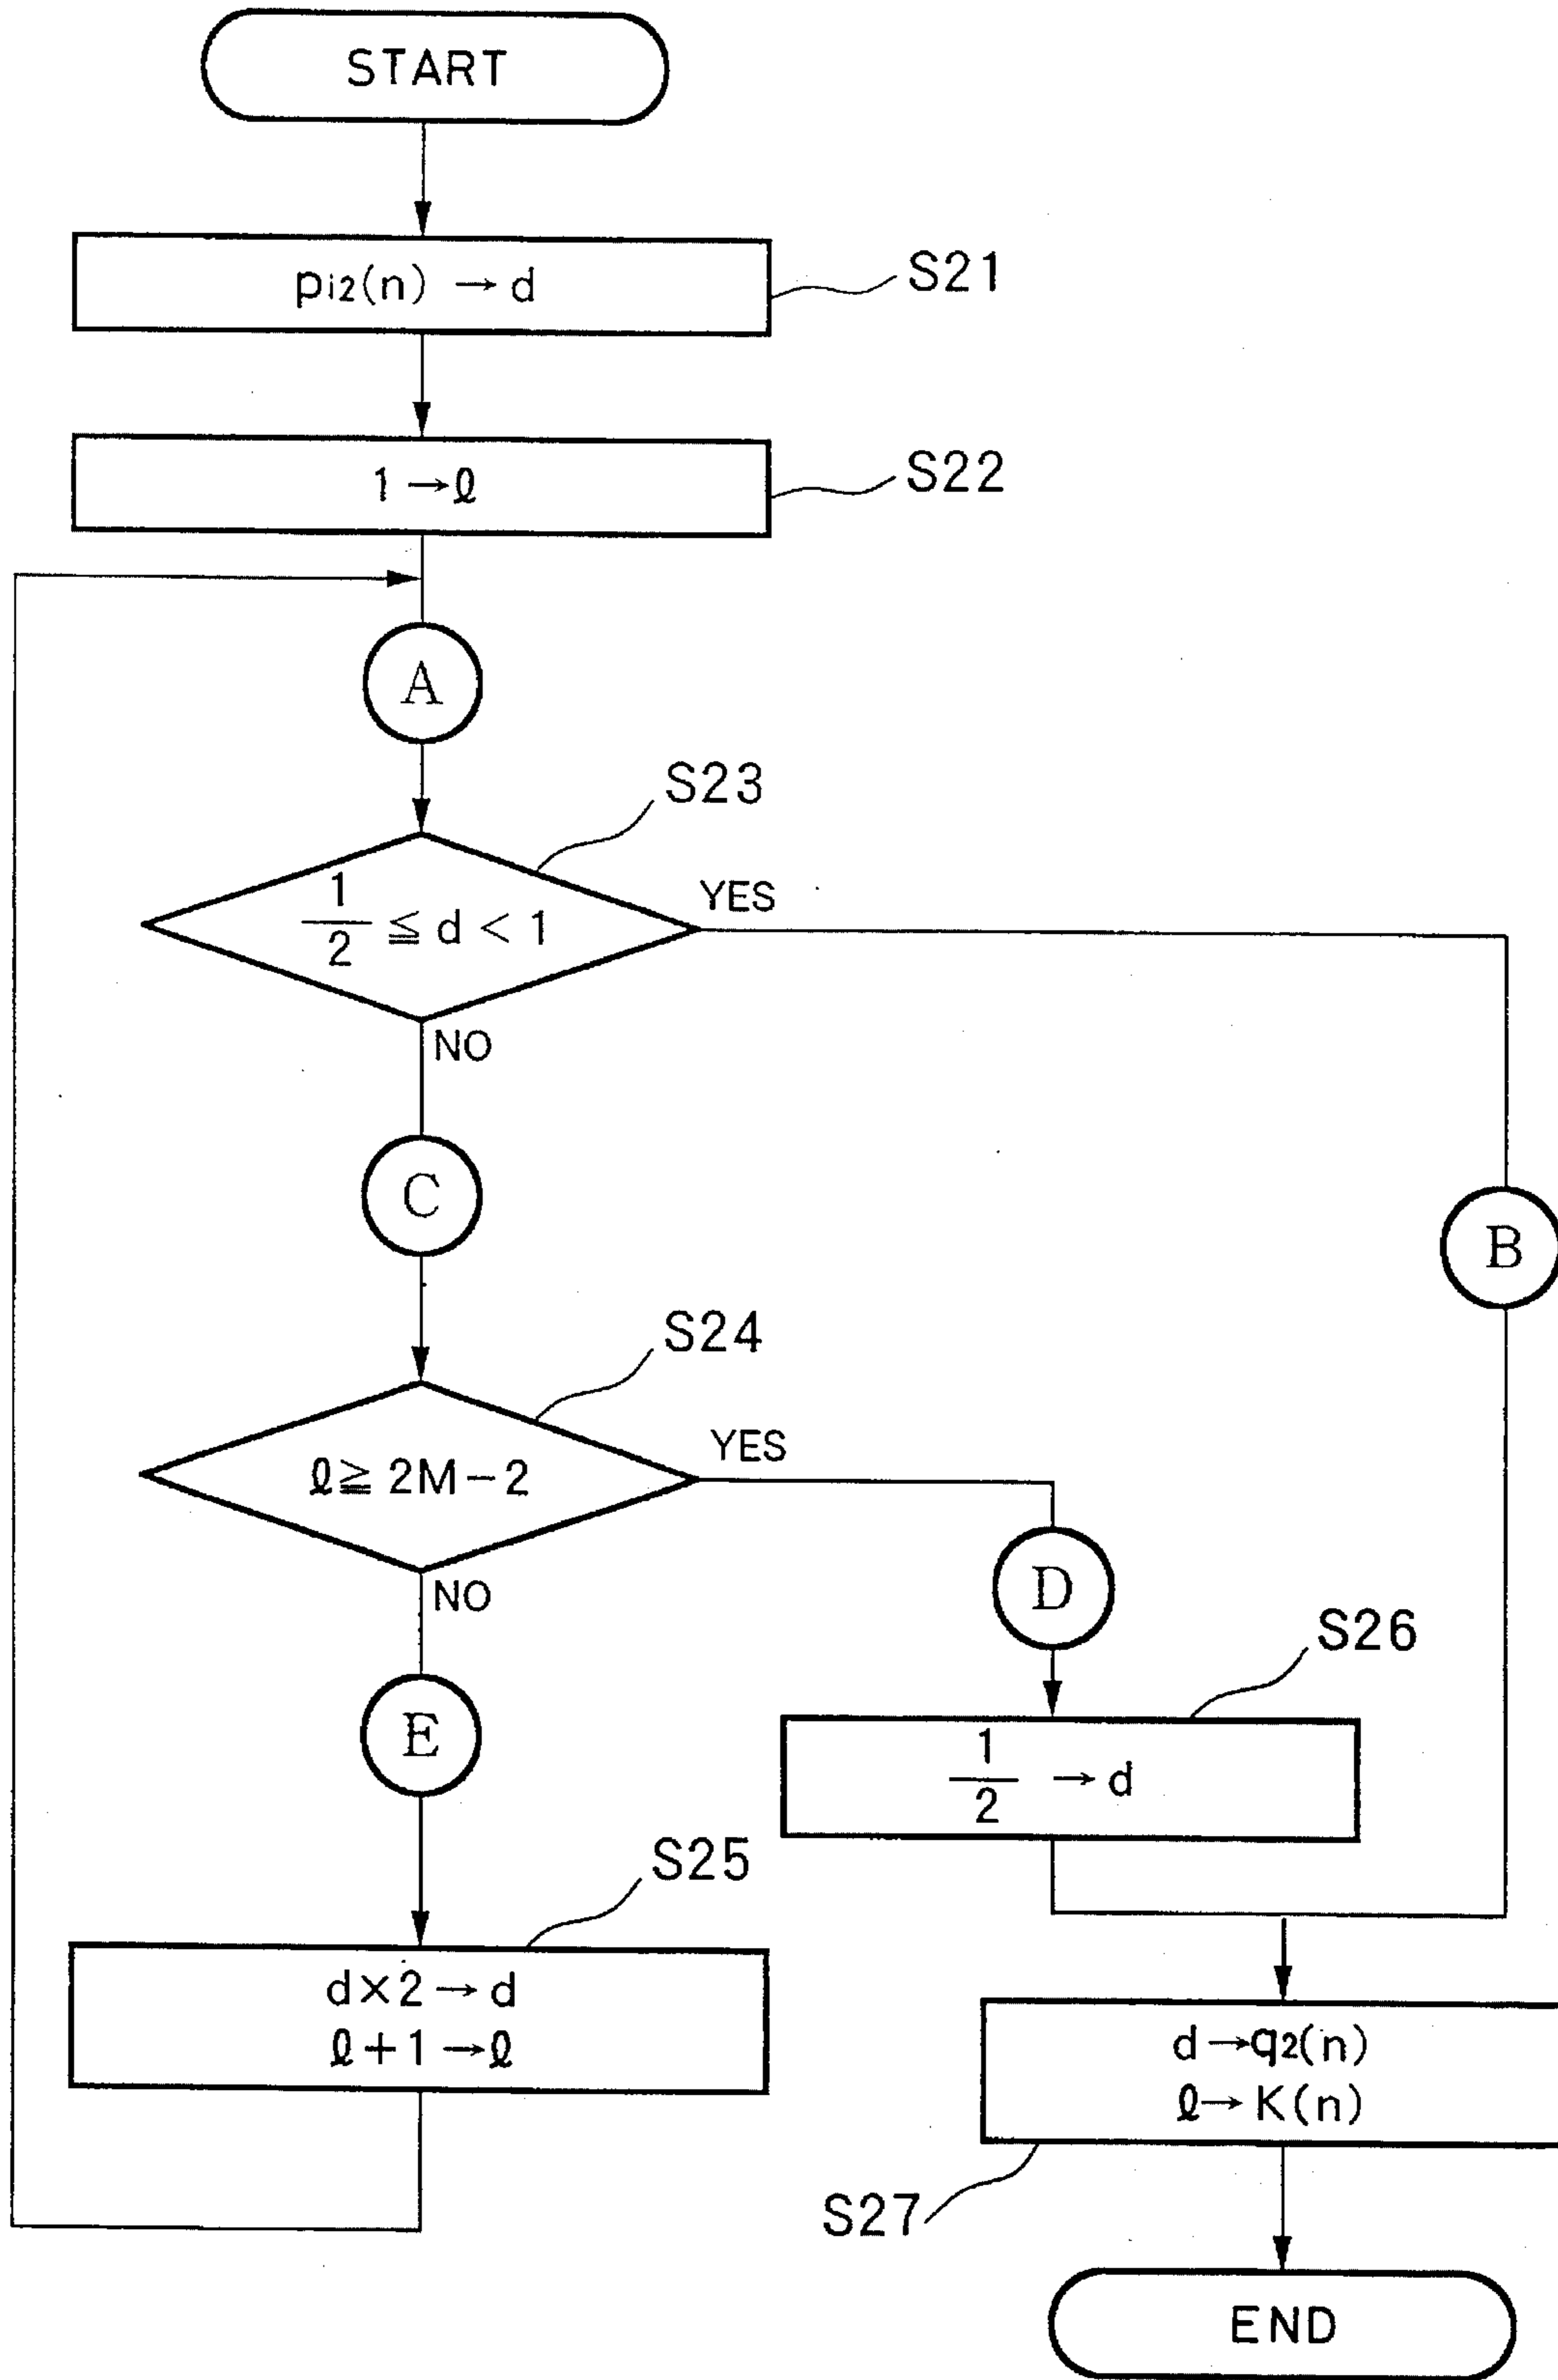 START
pi2(n) → d
S21
1 → ℓ
S22
A
S23
1/2 ≦ d < 1
YES
NO
C
B
S24
ℓ ≧ 2M − 2
YES
NO
D
S26
E
1/2 → d
S25
d × 2 → d
ℓ + 1 → ℓ
d → q2(n)
ℓ → K(n)
S27
END